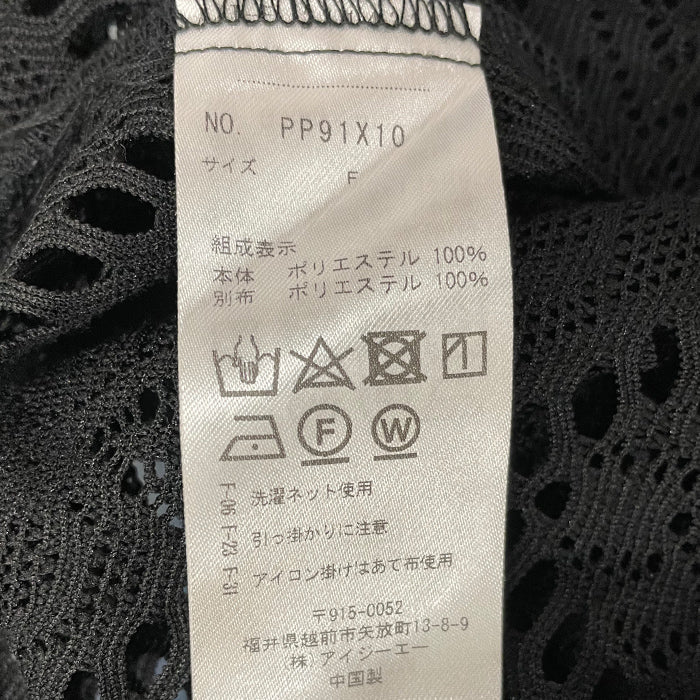 NO. PP91X10
サイズ F
組成表示
本体 ポリエステル 100%
別布 ポリエステル 100%
F
W
F-06 洗濯ネット使用
F-23 引っ掛かりに注意
F-31 アイロン掛けはあて布使用
〒915-0052
福井県越前市矢放町13-8-9
(株)アイシーエー
中国製